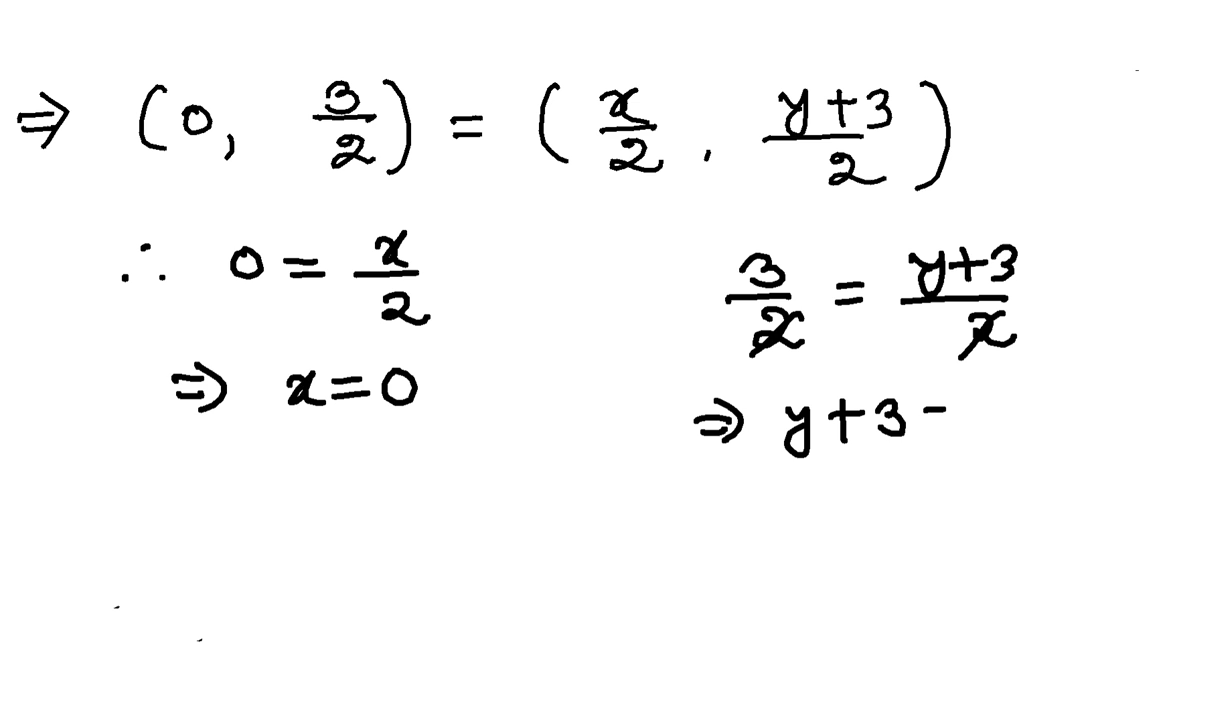 ⇒ (0, 3/2) = (x/2, y+3/2)
∴ 0 = x/2
3/2 = y+3/2
⇒ x = 0
⇒ y+3 -